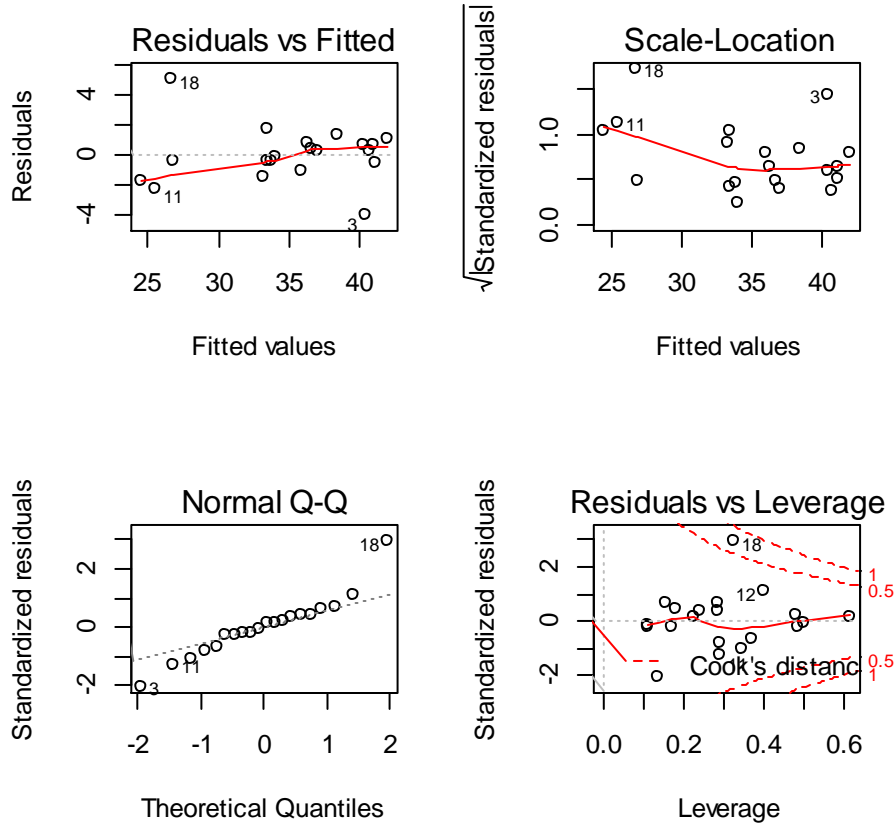 Residuals vs Fitted
Residuals
4
0
-4
18
11
3
25 30 35 40
Fitted values
Scale-Location
√|Standardized residuals|
1.0
0.0
18
11
3
25 30 35 40
Fitted values
Normal Q-Q
Standardized residuals
2
0
-2
18
11
3
-2 -1 0 1 2
Theoretical Quantiles
Residuals vs Leverage
Standardized residuals
2
0
-2
18
12
1
0.5
0.5
1
Cook's distanc
0.0 0.2 0.4 0.6
Leverage